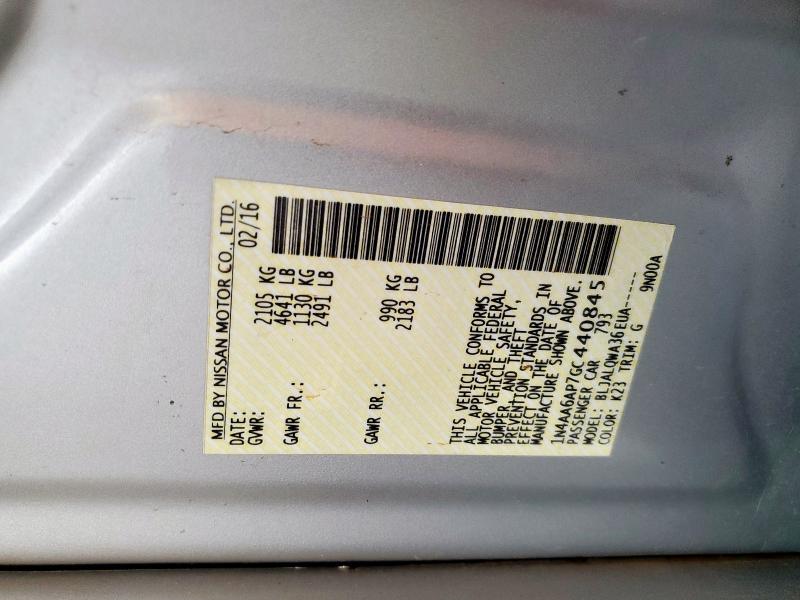 MFD BY NISSAN MOTOR CO., LTD.
DATE: 02/16
GVWR: 2105 KG
4641 LB
GAWR FR.: 1130 KG
2491 LB
GAWR RR.: 990 KG
2183 LB
THIS VEHICLE CONFORMS TO
ALL APPLICABLE FEDERAL
MOTOR VEHICLE SAFETY,
BUMPER, AND THEFT
PREVENTION STANDARDS IN
EFFECT ON THE DATE OF
MANUFACTURE SHOWN ABOVE.
1N4AA6AP7GC440845
PASSENGER CAR 793
MODEL: BLJALOWA36EUA------
COLOR: K23 TRIM: G 9N00A